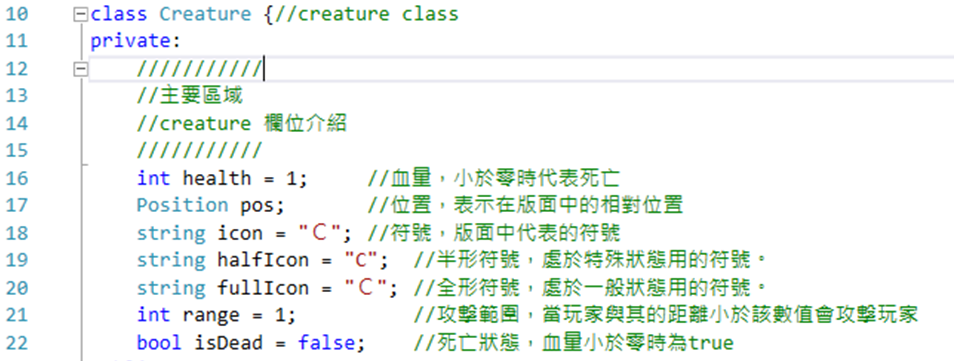 10 class Creature {//creature class
11 private:
12 ///////////
13 //主要區域
14 //creature 欄位介紹
15 ///////////
16 int health = 1; //血量，小於零時代表死亡
17 Position pos; //位置，表示在版面中的相對位置
18 string icon = "Ｃ"; //符號，版面中代表的符號
19 string halfIcon = "C"; //半形符號，處於特殊狀態用的符號。
20 string fullIcon = "Ｃ"; //全形符號，處於一般狀態用的符號。
21 int range = 1; //攻擊範圍，當玩家與其的距離小於該數值會攻擊玩家
22 bool isDead = false; //死亡狀態，血量小於零時為true